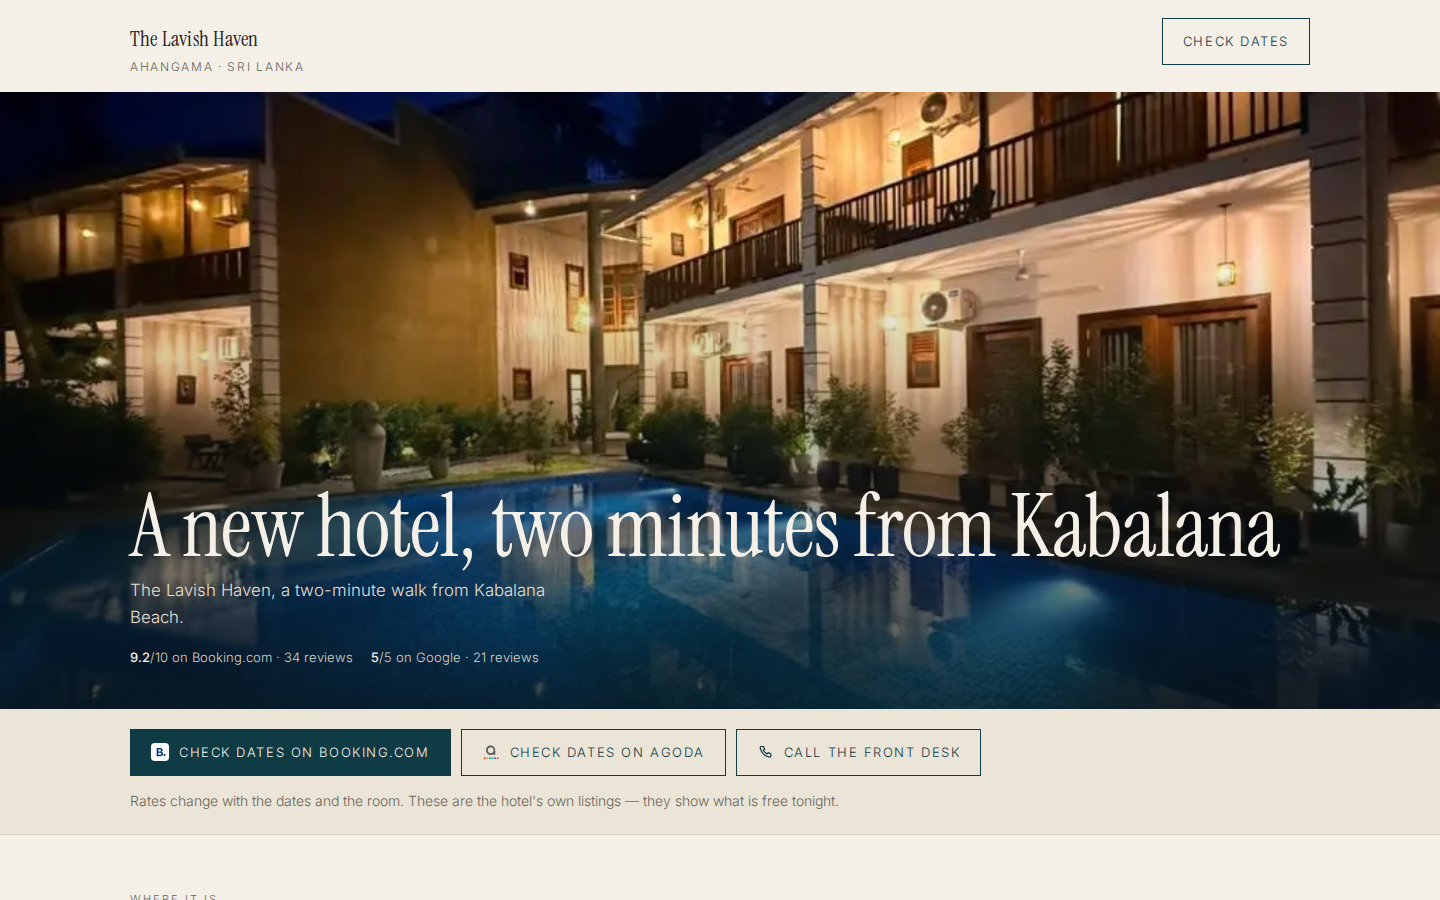 The Lavish Haven
AHANGAMA · SRI LANKA
CHECK DATES
A new hotel, two minutes from Kabalana
The Lavish Haven, a two-minute walk from Kabalana
Beach.
9.2/10 on Booking.com · 34 reviews 5/5 on Google · 21 reviews
B. CHECK DATES ON BOOKING.COM
CHECK DATES ON AGODA
CALL THE FRONT DESK
Rates change with the dates and the room. These are the hotel's own listings — they show what is free tonight.
WHERE IT IS